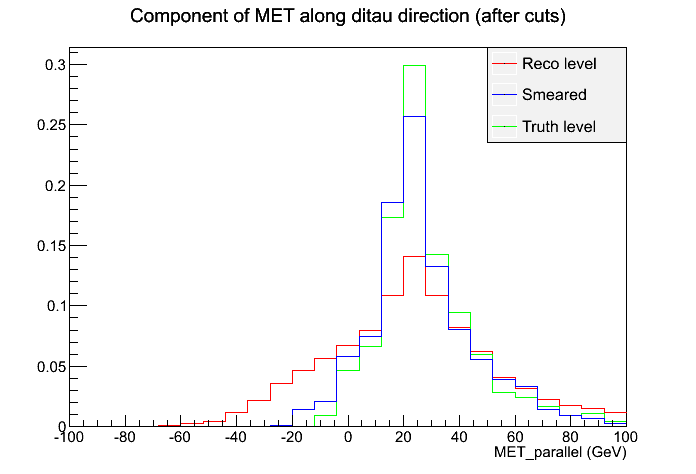 Component of MET along ditau direction (after cuts)
0.3
0.25
0.2
0.15
0.1
0.05
0
Reco level
Smeared
Truth level
-100 -80 -60 -40 -20 0 20 40 60 80 100
MET_parallel (GeV)